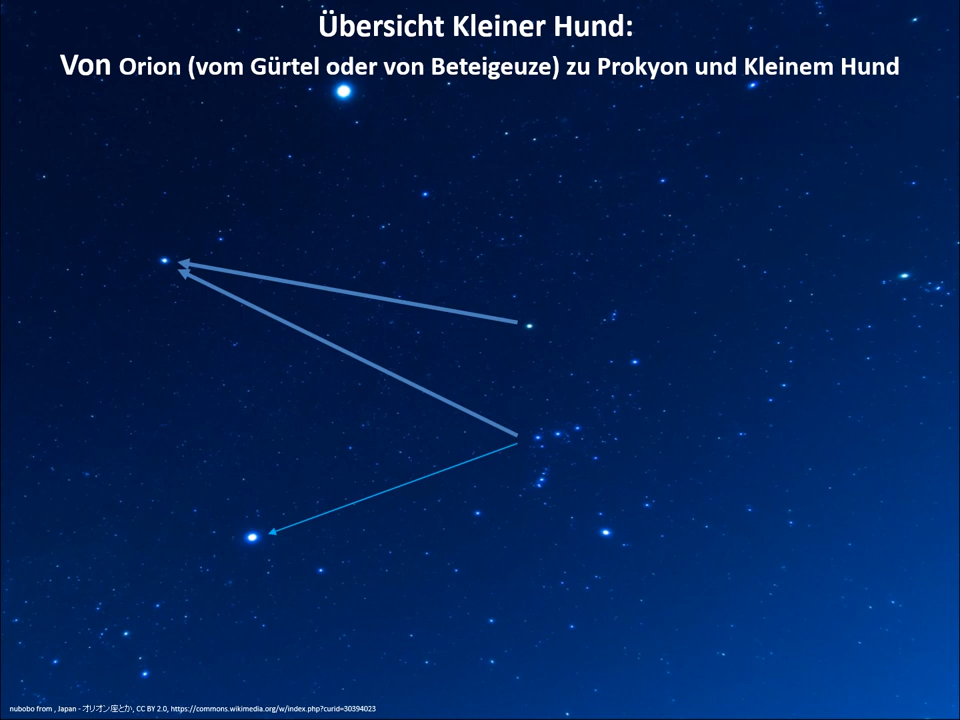 Übersicht Kleiner Hund:
Von Orion (vom Gürtel oder von Beteigeuze) zu Prokyon und Kleinem Hund
nubobo from , Japan - オリオン座とか, CC BY 2.0, https://commons.wikimedia.org/w/index.php?curid=30394023